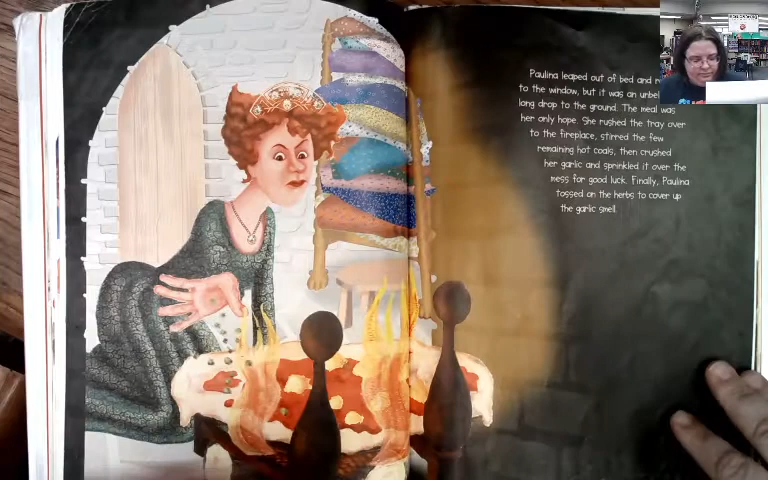 Paulina leaped out of bed and
to the window, but it was an
long drop to the ground. The meal was
her only hope. She rushed the tray over
to the fireplace, stirred the few
remaining hot coals, then crushed
her garlic and sprinkled it over the
mess for good luck. Finally, Paulina
tossed on the herbs to cover up
the garlic smell.